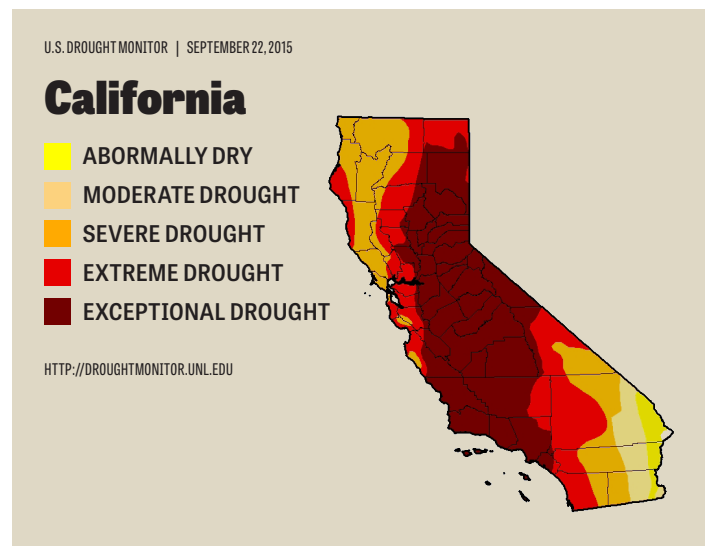 U.S. DROUGHT MONITOR | SEPTEMBER 22, 2015
California
ABORMALLY DRY
MODERATE DROUGHT
SEVERE DROUGHT
EXTREME DROUGHT
EXCEPTIONAL DROUGHT
HTTP://DROUGHTMONITOR.UNL.EDU